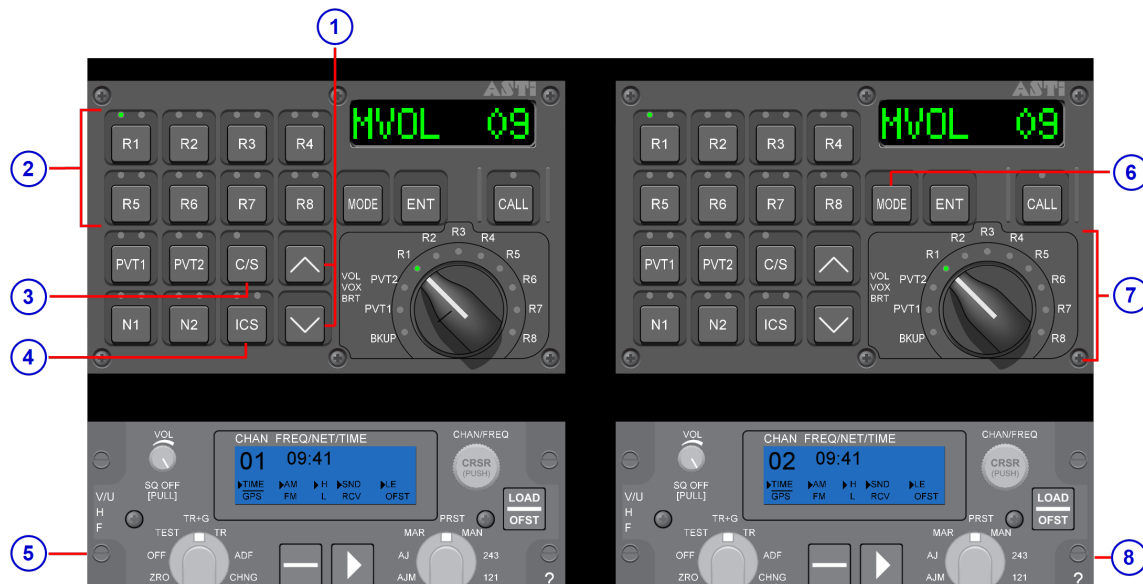 1
ASTi
MVOL 09
R1 R2 R3 R4
2
R5 R6 R7 R8
MODE ENT CALL
PVT1 PVT2 C/S
3
N1 N2 ICS
4
VOL
VOX
BRT
BKUP PVT1 PVT2 R1 R2 R3 R4 R5 R6 R7 R8
ASTi
MVOL 09
R1 R2 R3 R4
6
R5 R6 R7 R8
MODE ENT CALL
PVT1 PVT2 C/S
7
N1 N2 ICS
VOL
VOX
BRT
BKUP PVT1 PVT2 R1 R2 R3 R4 R5 R6 R7 R8
VOL
SQ OFF
[PULL]
CHAN FREQ/NET/TIME
01 09:41
TIME AM H SND LE
GPS FM L RCV OFST
CHAN/FREQ
CRSR
(PUSH)
LOAD
OFST
V/U
H
F
5
ZRO OFF TEST TR+G TR ADF CHNG
AJM AJ MAR PRST MAN 243 121
?
VOL
SQ OFF
[PULL]
CHAN FREQ/NET/TIME
02 09:41
TIME AM H SND LE
GPS FM L RCV OFST
CHAN/FREQ
CRSR
(PUSH)
LOAD
OFST
V/U
H
F
8
ZRO OFF TEST TR+G TR ADF CHNG
AJM AJ MAR PRST MAN 243 121
?